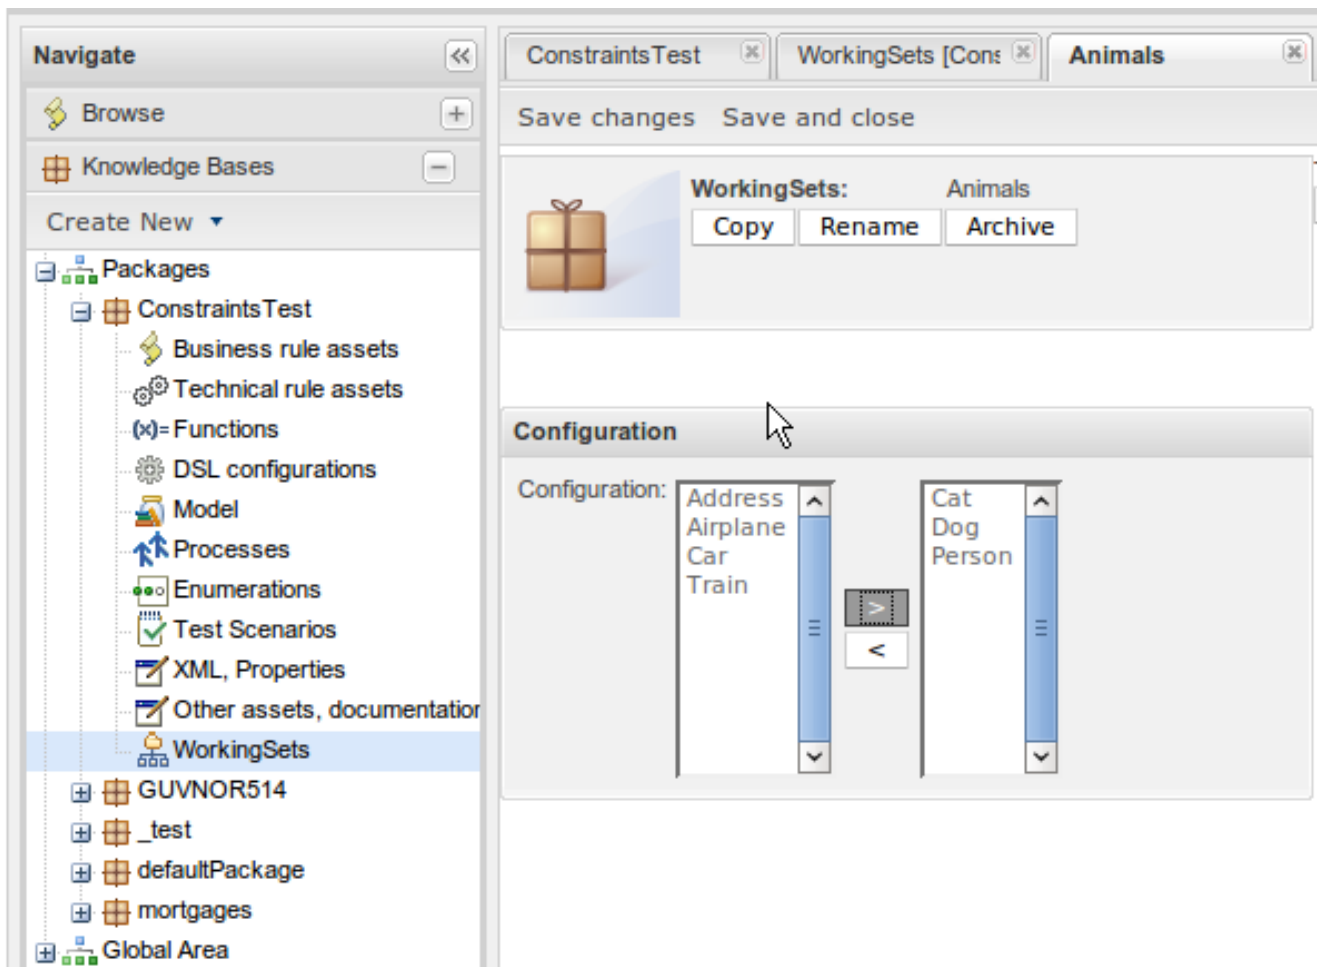 Navigate
Browse
Knowledge Bases
Create New
Packages
ConstraintsTest
Business rule assets
Technical rule assets
(x)= Functions
DSL configurations
Model
Processes
Enumerations
Test Scenarios
XML, Properties
Other assets, documentation
WorkingSets
GUVNOR514
_test
defaultPackage
mortgages
Global Area
ConstraintsTest WorkingSets [Cons Animals
Save changes Save and close
WorkingSets: Animals
Copy Rename Archive
Configuration
Configuration:
Address
Airplane
Car
Train
>
<
Cat
Dog
Person